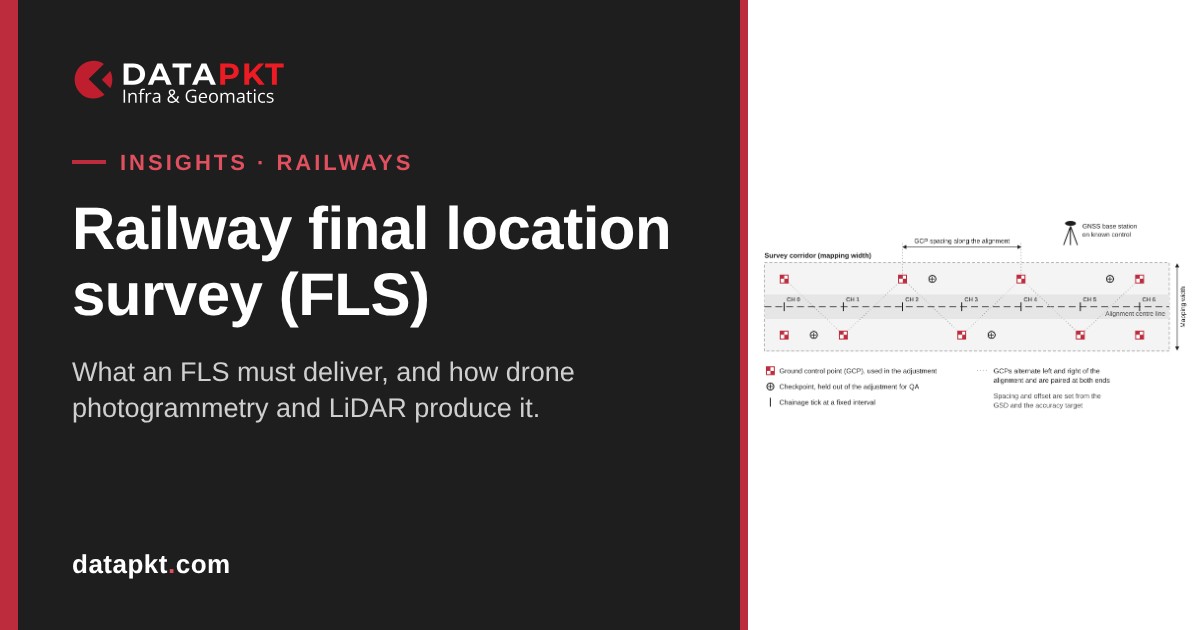 DATAPKT
Infra & Geomatics
INSIGHTS · RAILWAYS
Railway final location
survey (FLS)
What an FLS must deliver, and how drone
photogrammetry and LiDAR produce it.
datapkt.com
GNSS base station
on known control
GCP spacing along the alignment
Survey corridor (mapping width)
CH 0
CH 1
CH 2
CH 3
CH 4
CH 5
CH 6
Alignment centre line
Mapping width
Ground control point (GCP), used in the adjustment
Checkpoint, held out of the adjustment for QA
Chainage tick at a fixed interval
GCPs alternate left and right of the
alignment and are paired at both ends
Spacing and offset are set from the
GSD and the accuracy target